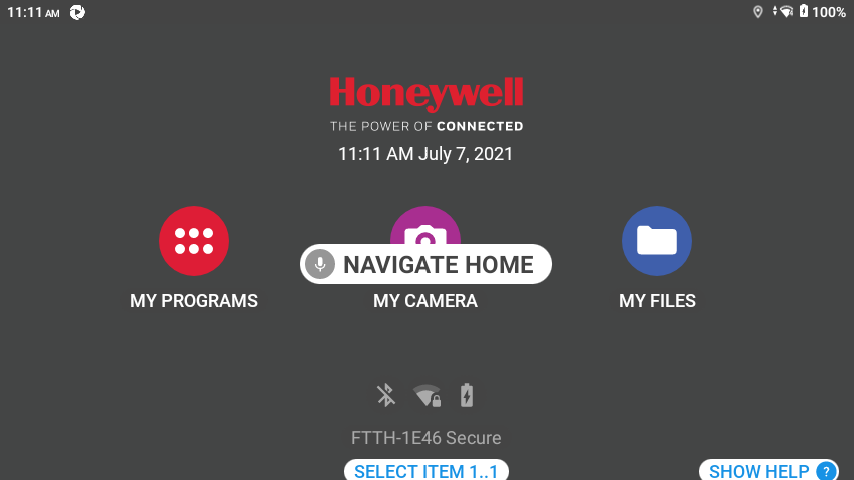 11:11 AM
100%
Honeywell
THE POWER OF CONNECTED
11:11 AM July 7, 2021
NAVIGATE HOME
MY PROGRAMS
MY CAMERA
MY FILES
FTTH-1E46 Secure
SELECT ITEM 1..1
SHOW HELP ?